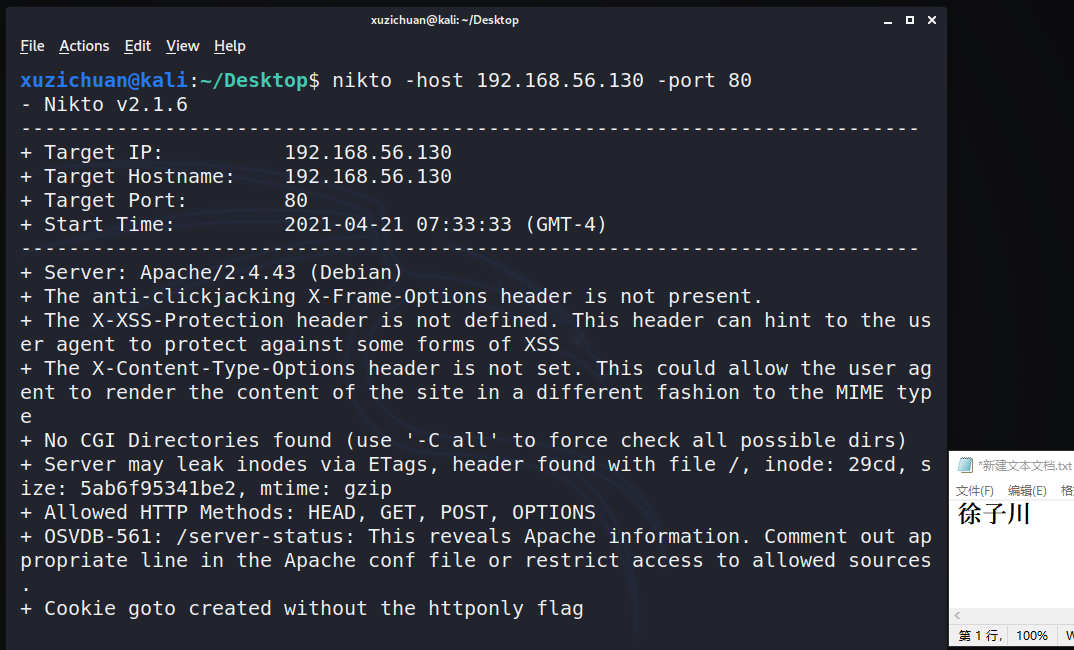 xuzichuan@kali: ~/Desktop
File Actions Edit View Help
xuzichuan@kali:~/Desktop$ nikto -host 192.168.56.130 -port 80
- Nikto v2.1.6
---------------------------------------------------------------------------
+ Target IP:          192.168.56.130
+ Target Hostname:    192.168.56.130
+ Target Port:        80
+ Start Time:         2021-04-21 07:33:33 (GMT-4)
---------------------------------------------------------------------------
+ Server: Apache/2.4.43 (Debian)
+ The anti-clickjacking X-Frame-Options header is not present.
+ The X-XSS-Protection header is not defined. This header can hint to the us
er agent to protect against some forms of XSS
+ The X-Content-Type-Options header is not set. This could allow the user ag
ent to render the content of the site in a different fashion to the MIME typ
e
+ No CGI Directories found (use '-C all' to force check all possible dirs)
+ Server may leak inodes via ETags, header found with file /, inode: 29cd, s
ize: 5ab6f95341be2, mtime: gzip
+ Allowed HTTP Methods: HEAD, GET, POST, OPTIONS
+ OSVDB-561: /server-status: This reveals Apache information. Comment out ap
propriate line in the Apache conf file or restrict access to allowed sources
.
+ Cookie goto created without the httponly flag
*新建文本文档.txt
文件(F) 编辑(E)
徐子川
第 1 行, 100%